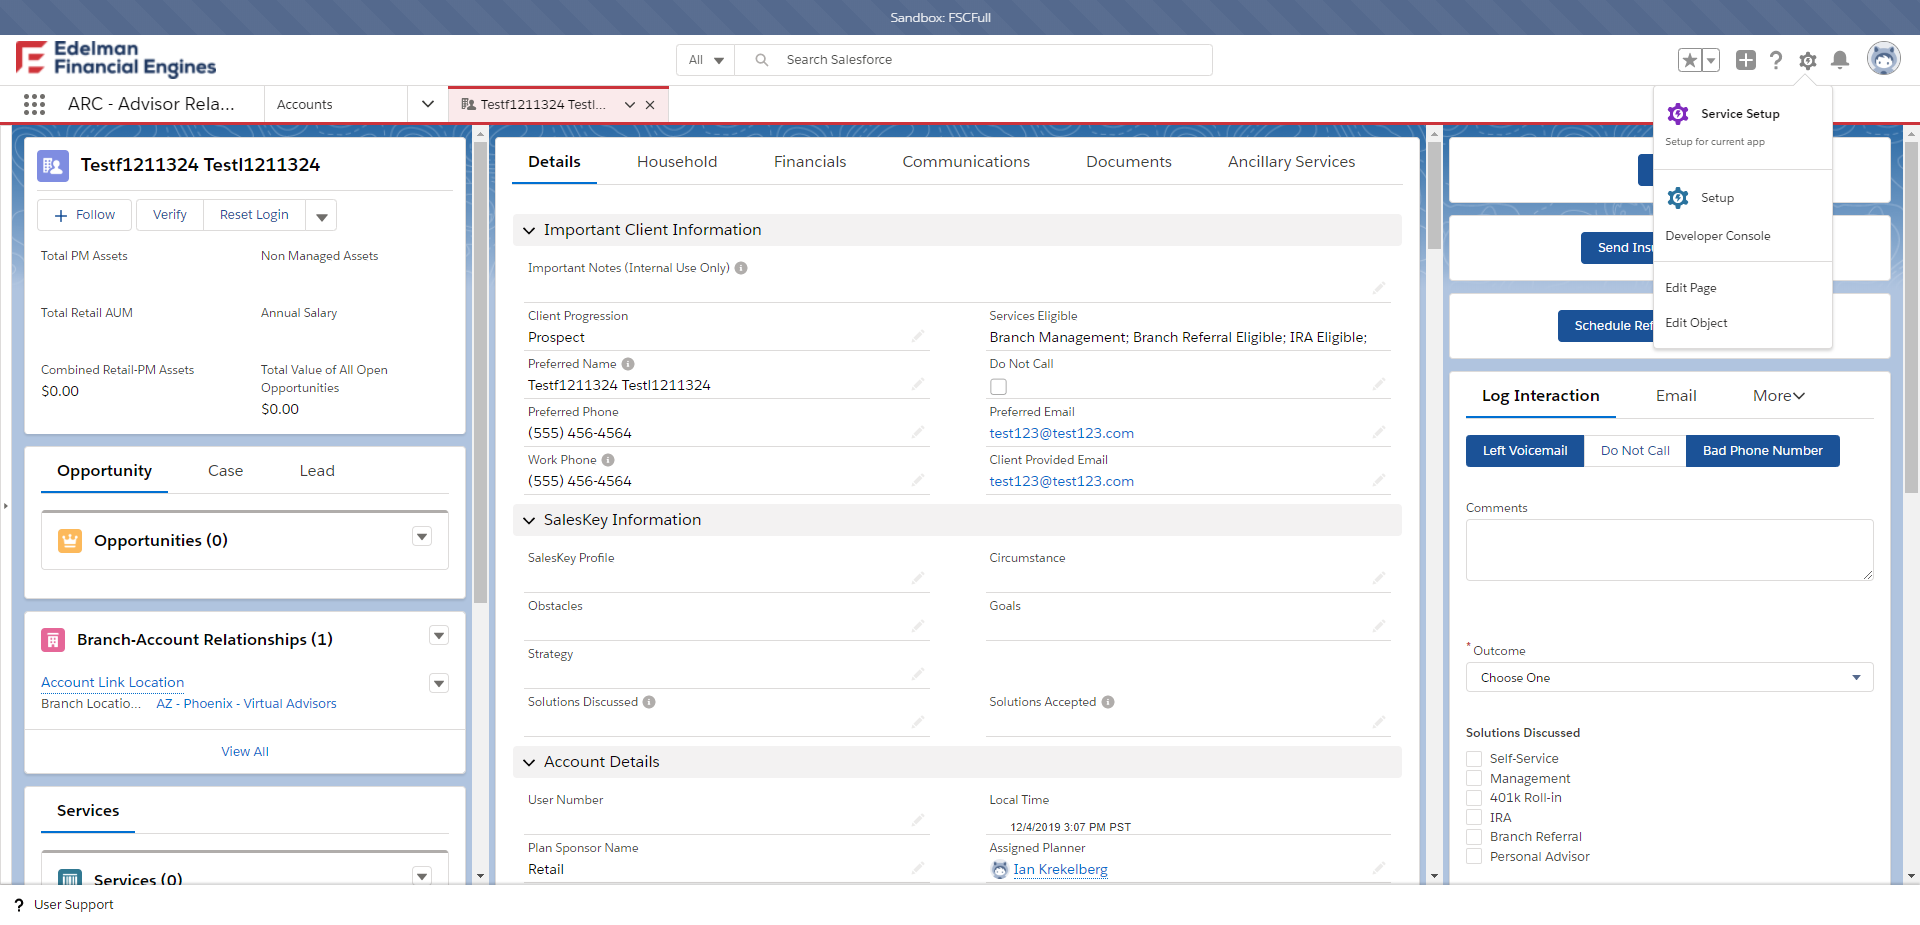 Sandbox: FSCFull
Edelman
Financial Engines
All
Search Salesforce
ARC - Advisor Rela...
Accounts
Testf1211324 Testl...
Service Setup
Setup for current app
Setup
Developer Console
Edit Page
Edit Object
Testf1211324 Testl1211324
Follow
Verify
Reset Login
Total PM Assets
Non Managed Assets
Total Retail AUM
Annual Salary
Combined Retail-PM Assets
$0.00
Total Value of All Open
Opportunities
$0.00
Opportunity
Case
Lead
Opportunities (0)
Branch-Account Relationships (1)
Account Link Location
Branch Locatio...
AZ - Phoenix - Virtual Advisors
View All
Services
Services (0)
Details
Household
Financials
Communications
Documents
Ancillary Services
Important Client Information
Important Notes (Internal Use Only)
Client Progression
Prospect
Services Eligible
Branch Management; Branch Referral Eligible; IRA Eligible;
Preferred Name
Testf1211324 Testl1211324
Do Not Call
Preferred Phone
(555) 456-4564
Preferred Email
test123@test123.com
Work Phone
(555) 456-4564
Client Provided Email
test123@test123.com
SalesKey Information
SalesKey Profile
Circumstance
Obstacles
Goals
Strategy
Solutions Discussed
Solutions Accepted
Account Details
User Number
Local Time
12/4/2019 3:07 PM PST
Plan Sponsor Name
Retail
Assigned Planner
Ian Krekelberg
Send Insu
Schedule Ref
Log Interaction
Email
More
Left Voicemail
Do Not Call
Bad Phone Number
Comments
* Outcome
Choose One
Solutions Discussed
Self-Service
Management
401k Roll-in
IRA
Branch Referral
Personal Advisor
? User Support